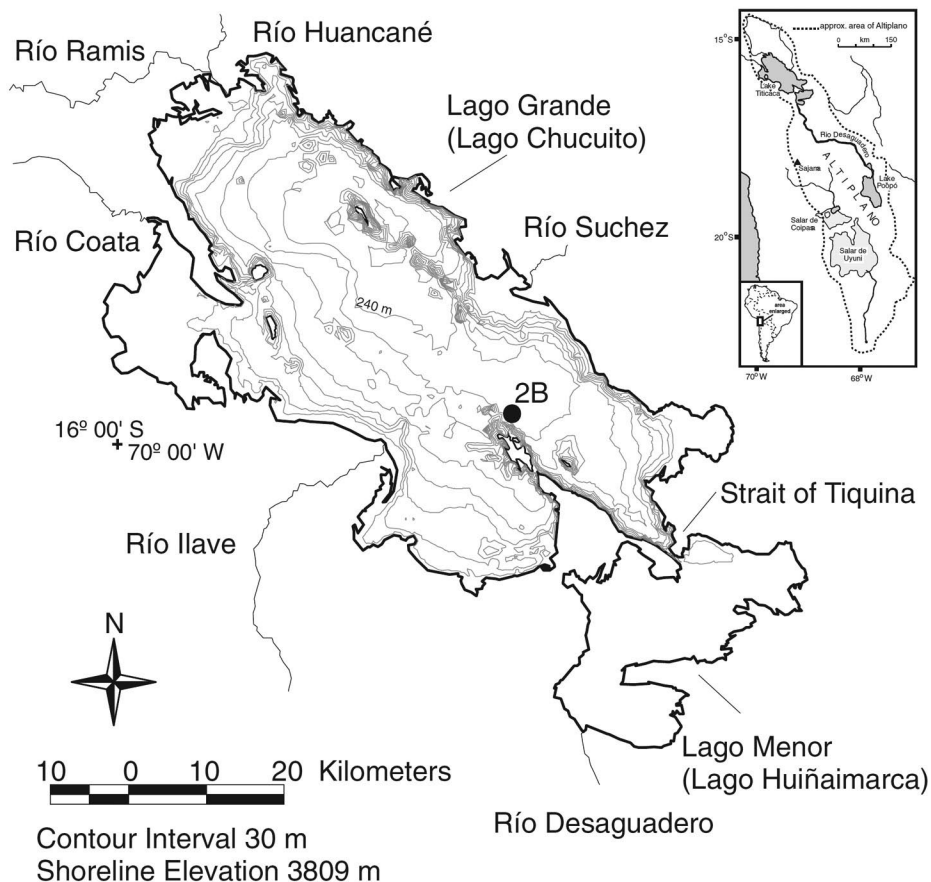 Río Ramis
Río Huancané
Lago Grande
(Lago Chucuito)
Río Coata
Río Suchez
240 m
2B
16º 00' S
70º 00' W
Strait of Tiquina
Río Ilave
N
Lago Menor
(Lago Huiñaimarca)
Río Desaguadero
10 0 10 20 Kilometers
Contour Interval 30 m
Shoreline Elevation 3809 m
approx. area of Altiplano
0 km 150
15°S
Lake
Titicaca
Rio Desaguadero
Sajama
ALTIPLANO
Lake
Poopó
Salar de
Coipasa
20°S
Salar de
Uyuni
area
enlarged
70°W
68°W